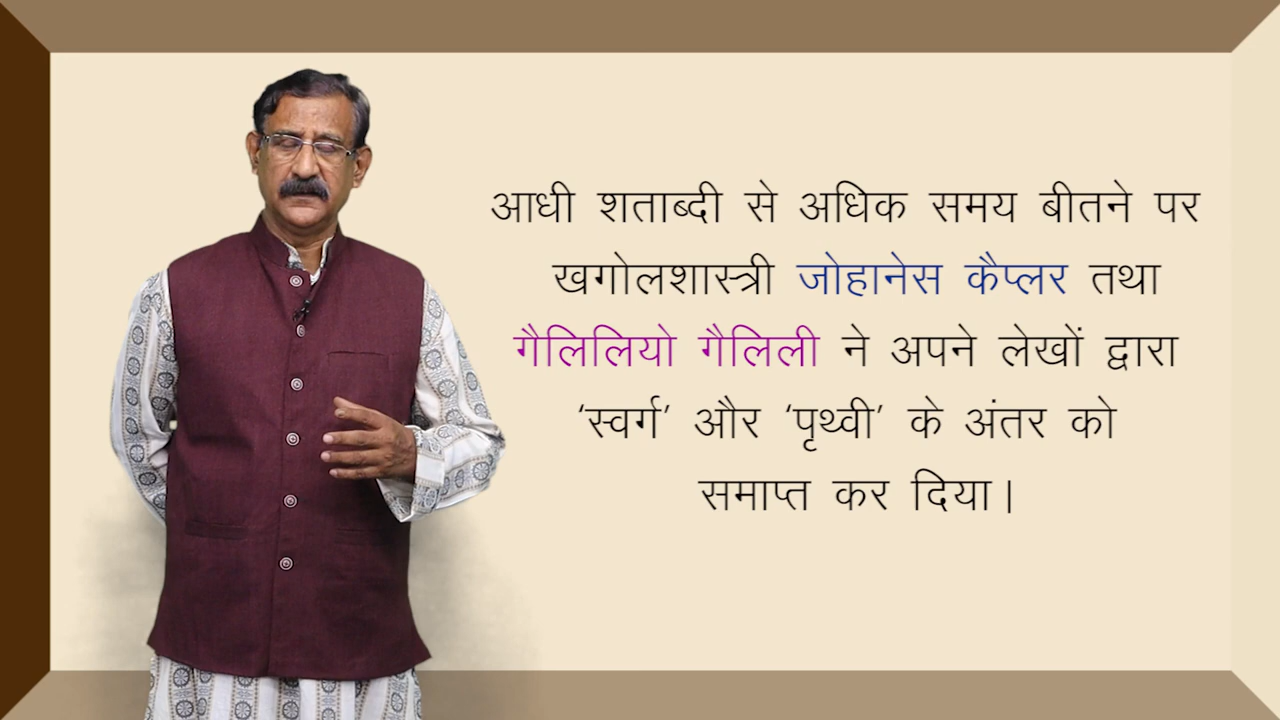 आधी शताब्दी से अधिक समय बीतने पर
खगोलशास्त्री जोहानेस कैप्लर तथा
गैलिलियो गैलिली ने अपने लेखों द्वारा
‘स्वर्ग’ और ‘पृथ्वी’ के अंतर को
समाप्त कर दिया।